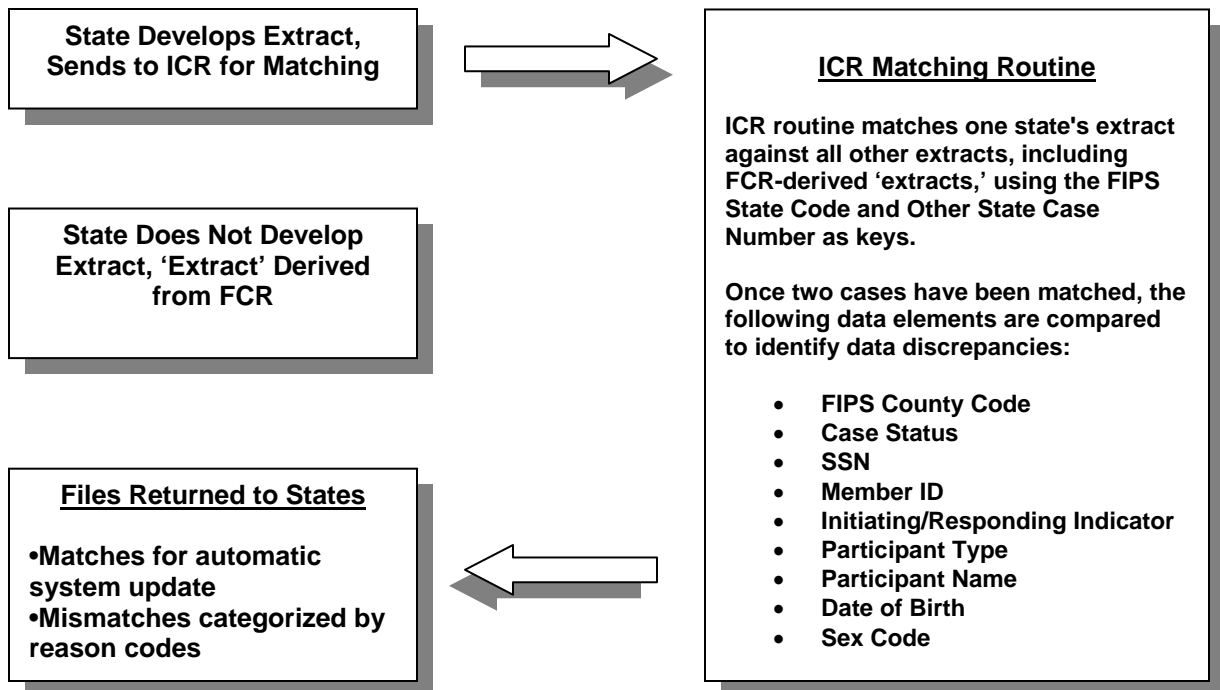 State Develops Extract,
Sends to ICR for Matching
State Does Not Develop
Extract, ‘Extract’ Derived
from FCR
Files Returned to States
•Matches for automatic
system update
•Mismatches categorized by
reason codes
ICR Matching Routine
ICR routine matches one state's extract
against all other extracts, including
FCR-derived ‘extracts,’ using the FIPS
State Code and Other State Case
Number as keys.
Once two cases have been matched, the
following data elements are compared
to identify data discrepancies:
• FIPS County Code
• Case Status
• SSN
• Member ID
• Initiating/Responding Indicator
• Participant Type
• Participant Name
• Date of Birth
• Sex Code